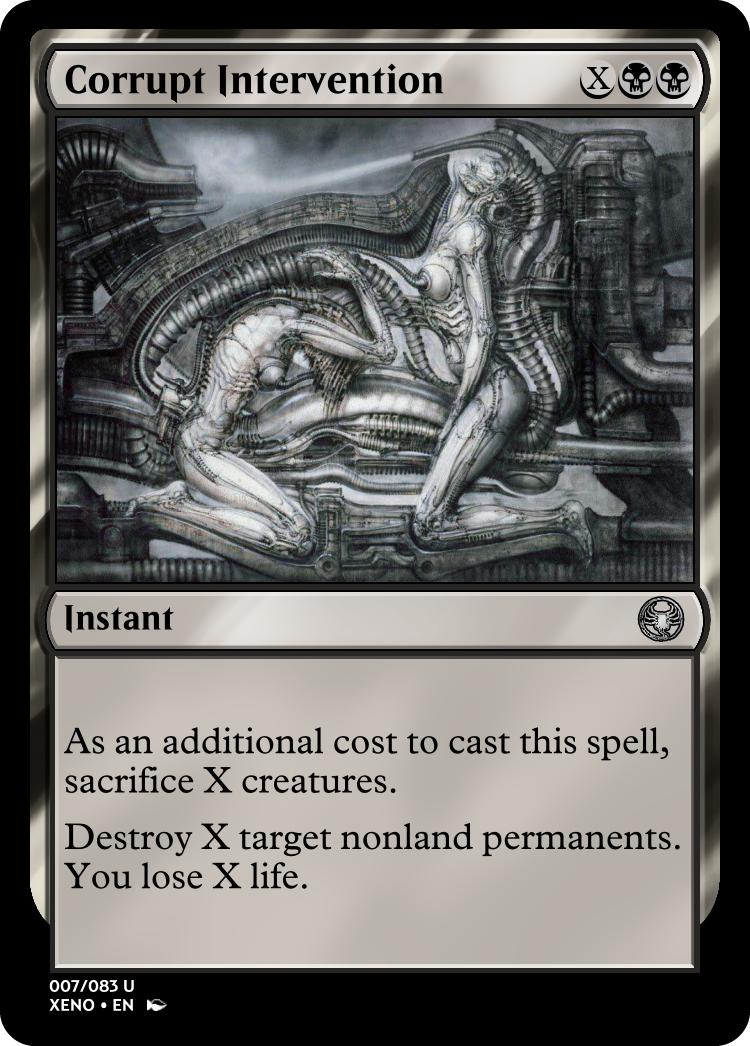 Corrupt Intervention X
Instant
As an additional cost to cast this spell,
sacrifice X creatures.
Destroy X target nonland permanents.
You lose X life.
007/083 U
XENO • EN